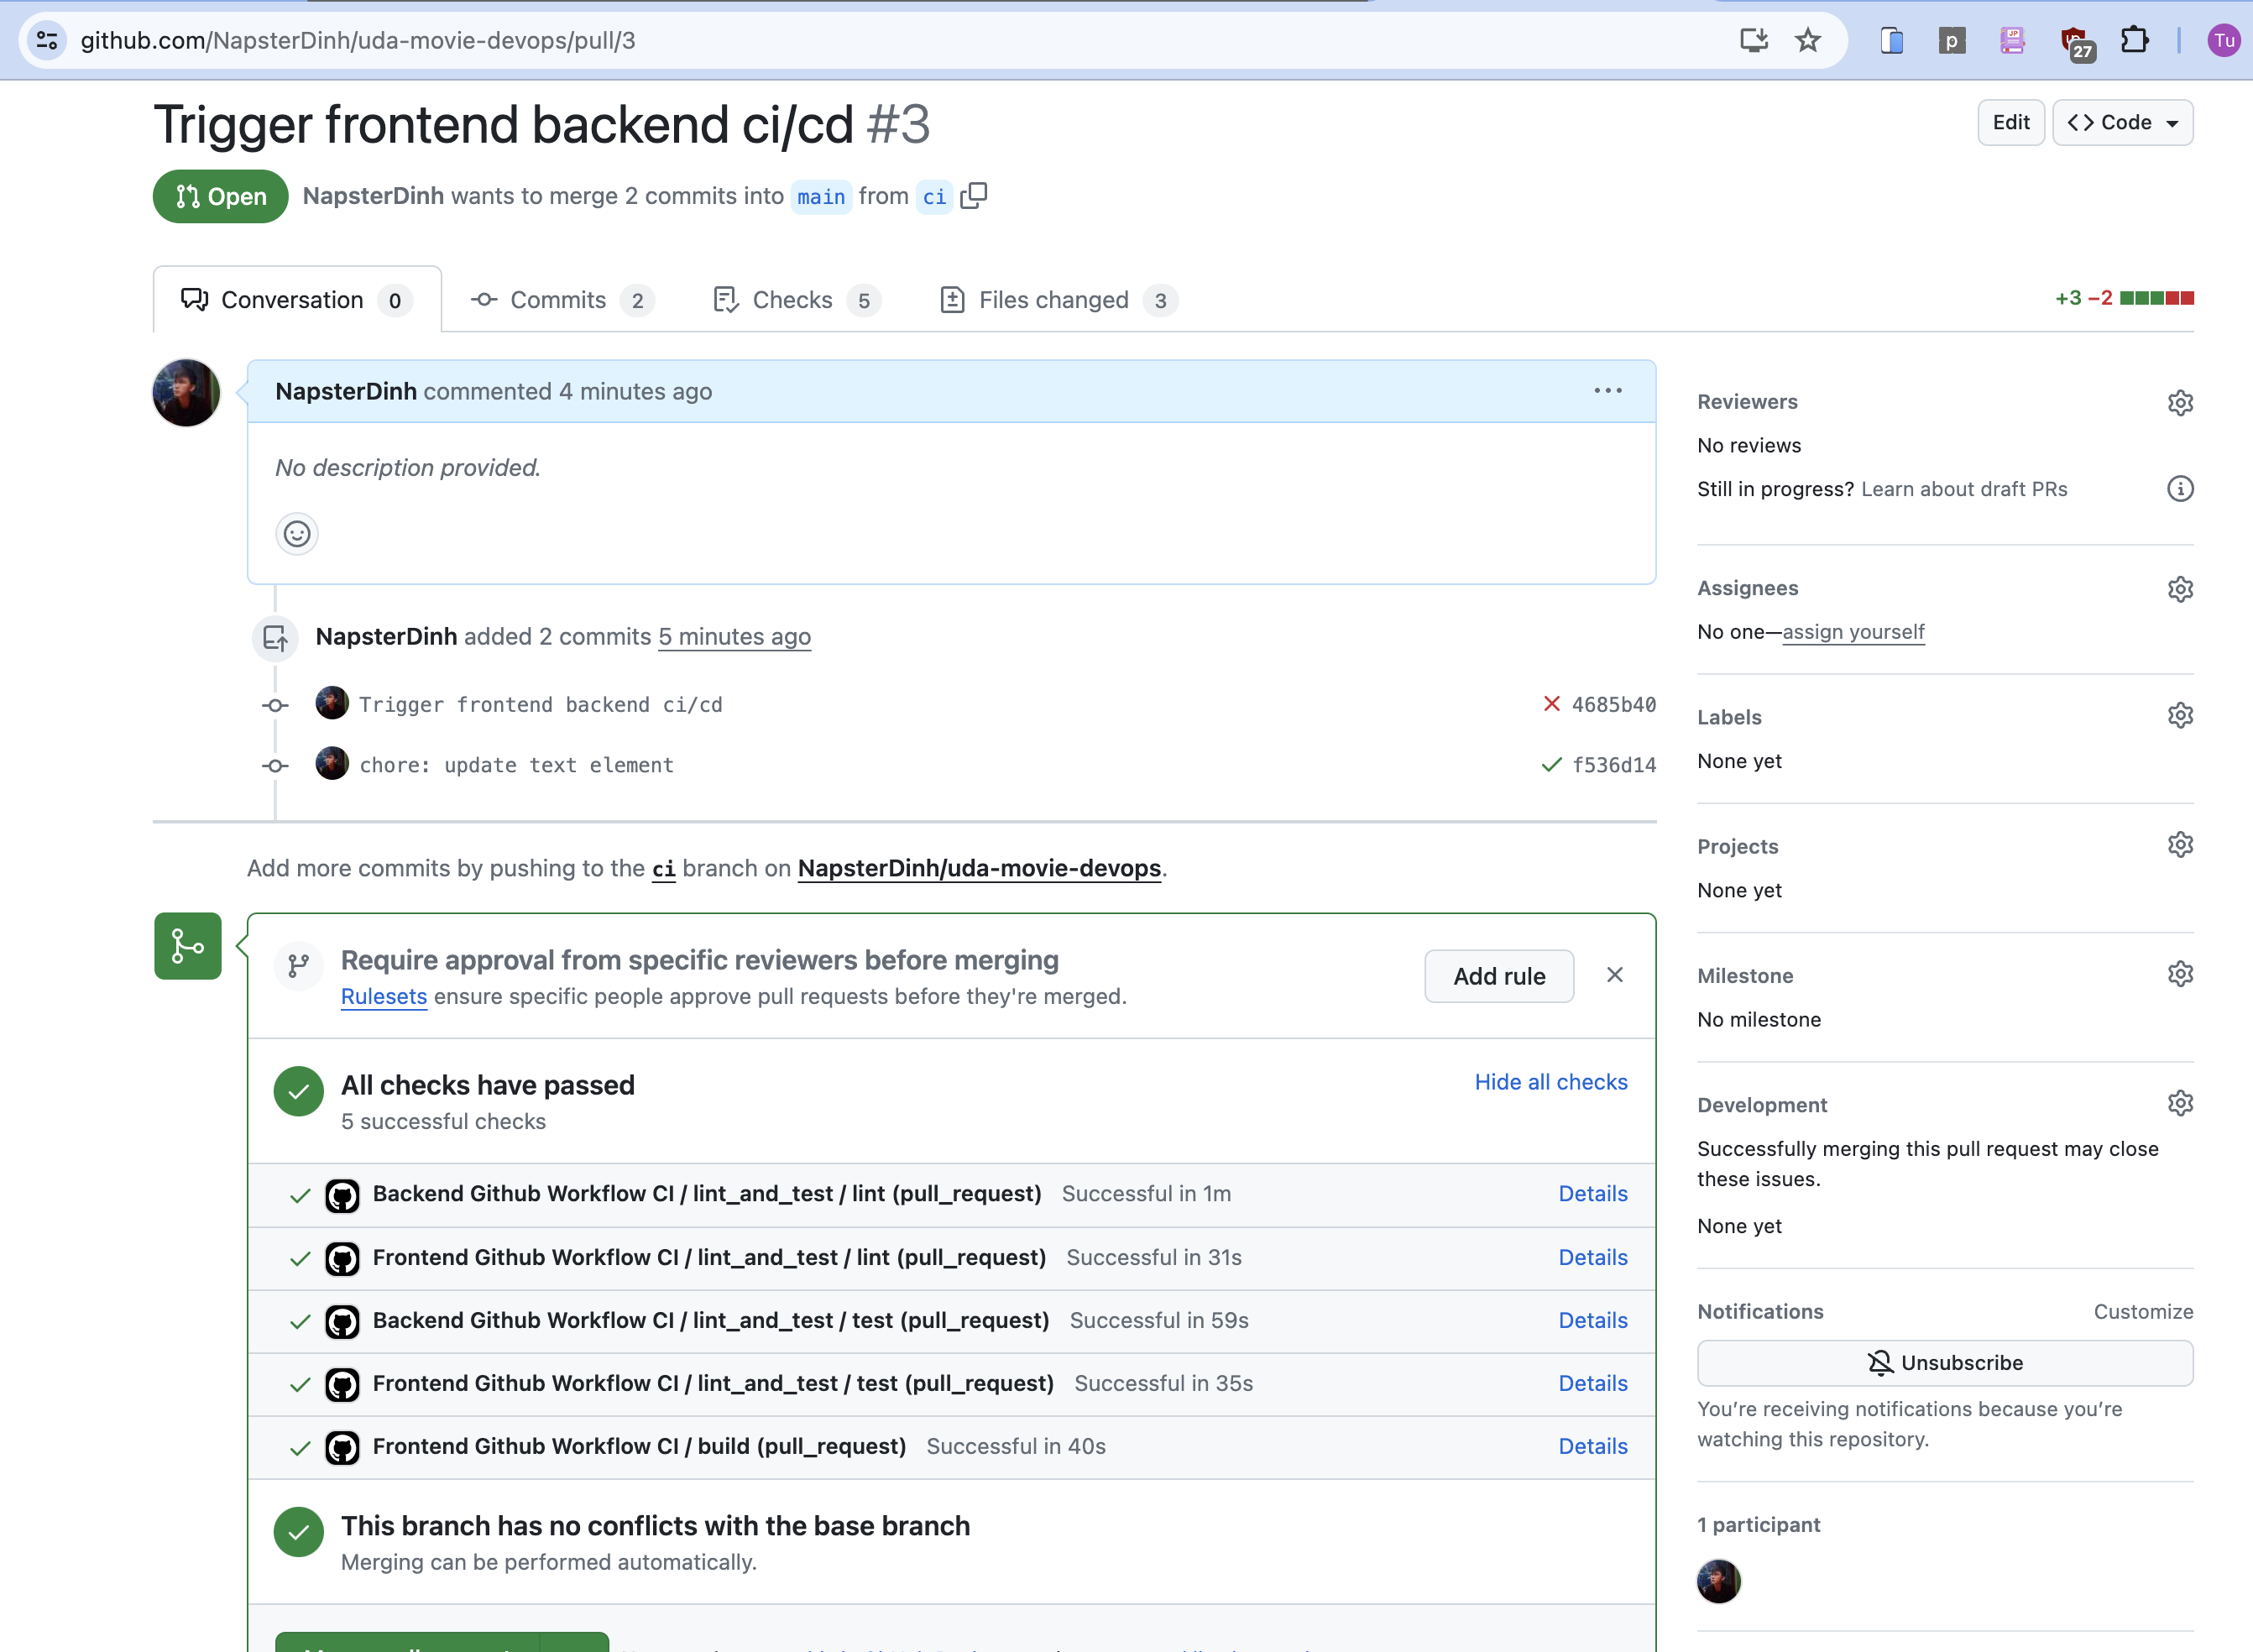 github.com/NapsterDinh/uda-movie-devops/pull/3
27
Tu
Trigger frontend backend ci/cd #3
Edit
Code
Open
NapsterDinh wants to merge 2 commits into main from ci
Conversation 0
Commits 2
Checks 5
Files changed 3
+3 −2
NapsterDinh commented 4 minutes ago
No description provided.
NapsterDinh added 2 commits 5 minutes ago
Trigger frontend backend ci/cd
4685b40
chore: update text element
f536d14
Add more commits by pushing to the ci branch on NapsterDinh/uda-movie-devops.
Require approval from specific reviewers before merging
Rulesets ensure specific people approve pull requests before they're merged.
Add rule
All checks have passed
5 successful checks
Hide all checks
Backend Github Workflow CI / lint_and_test / lint (pull_request) Successful in 1m
Details
Frontend Github Workflow CI / lint_and_test / lint (pull_request) Successful in 31s
Details
Backend Github Workflow CI / lint_and_test / test (pull_request) Successful in 59s
Details
Frontend Github Workflow CI / lint_and_test / test (pull_request) Successful in 35s
Details
Frontend Github Workflow CI / build (pull_request) Successful in 40s
Details
This branch has no conflicts with the base branch
Merging can be performed automatically.
Reviewers
No reviews
Still in progress? Learn about draft PRs
Assignees
No one—assign yourself
Labels
None yet
Projects
None yet
Milestone
No milestone
Development
Successfully merging this pull request may close
these issues.
None yet
Notifications
Customize
Unsubscribe
You’re receiving notifications because you’re
watching this repository.
1 participant